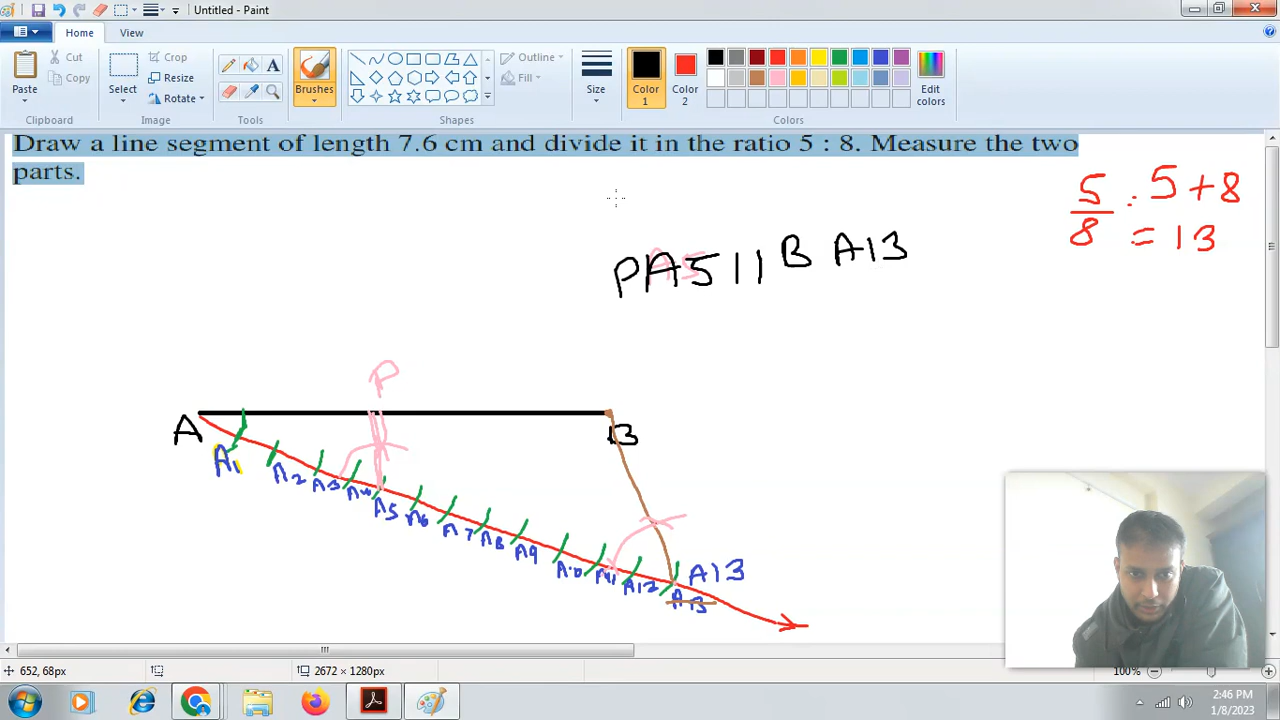 Untitled - Paint
Home
View
Paste
Cut
Copy
Clipboard
Select
Crop
Resize
Rotate
Image
Tools
Brushes
Shapes
Outline
Fill
Size
Color 1
Color 2
Edit colors
Colors
Draw a line segment of length 7.6 cm and divide it in the ratio 5 : 8. Measure the two
parts.
5/8 : 5+8
= 13
A5
PA5 11 B A13
P
A
B
A1
A2
A3
A4
A5
A6
A7
A8
A9
A10
A11
A12
A13
A13
652, 68px
2672 × 1280px
100%
2:46 PM
1/8/2023